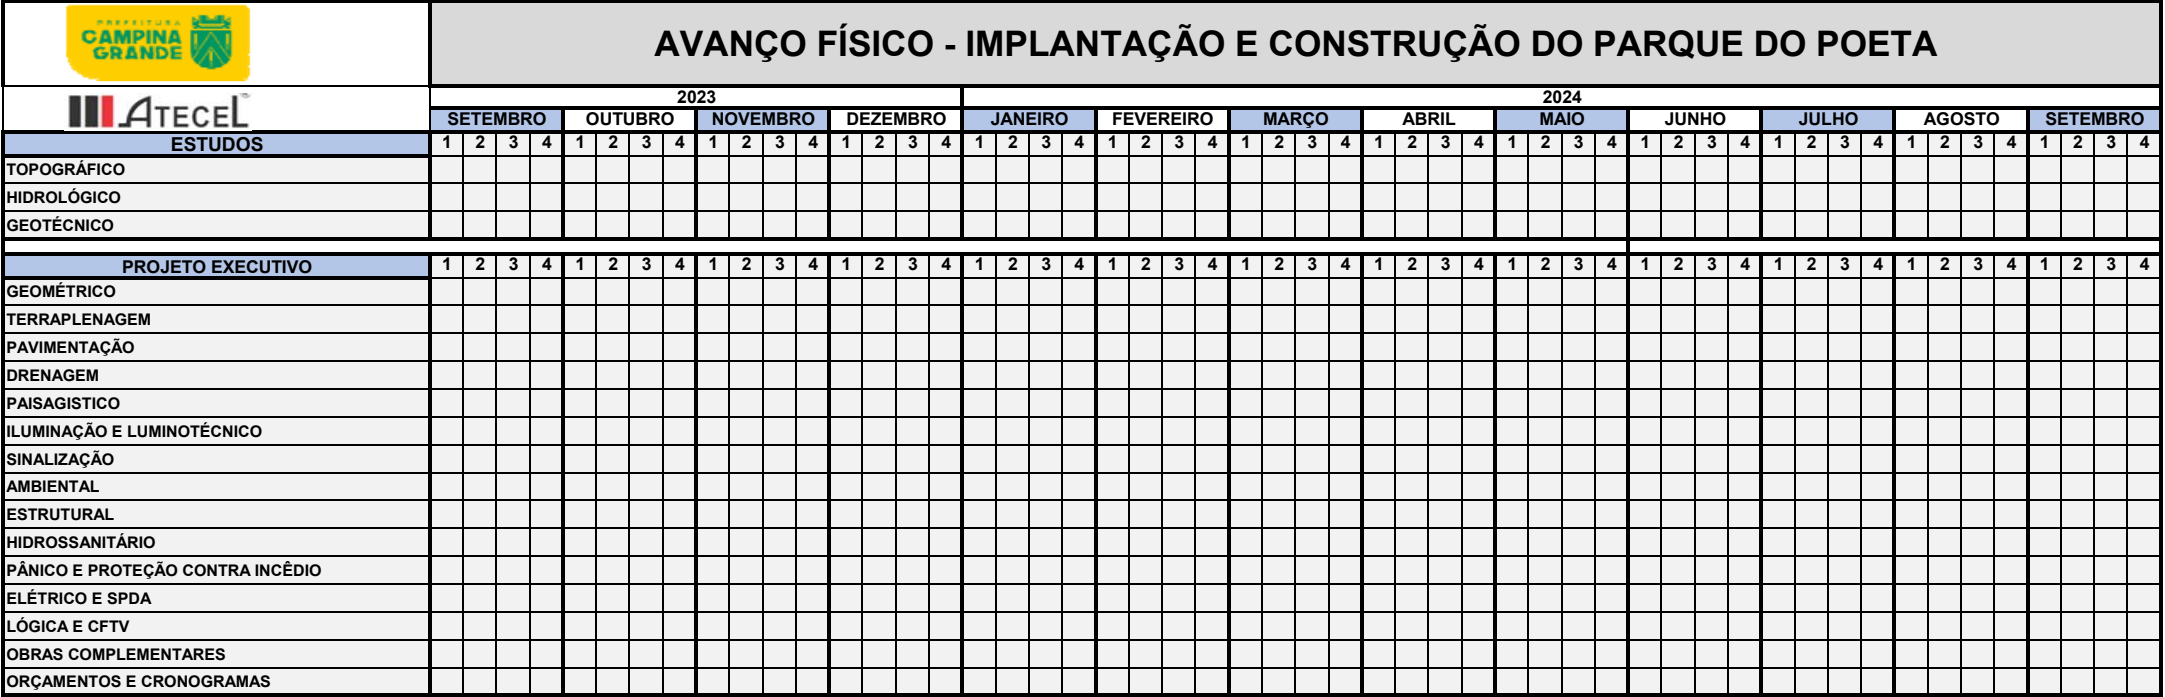 PREFEITURA
CAMPINA
GRANDE
AVANÇO FÍSICO - IMPLANTAÇÃO E CONSTRUÇÃO DO PARQUE DO POETA
ATECEL
2023 2024
SETEMBRO OUTUBRO NOVEMBRO DEZEMBRO JANEIRO FEVEREIRO MARÇO ABRIL MAIO JUNHO JULHO AGOSTO SETEMBRO
ESTUDOS 1 2 3 4 1 2 3 4 1 2 3 4 1 2 3 4 1 2 3 4 1 2 3 4 1 2 3 4 1 2 3 4 1 2 3 4 1 2 3 4 1 2 3 4 1 2 3 4 1 2 3 4
TOPOGRÁFICO
HIDROLÓGICO
GEOTÉCNICO
PROJETO EXECUTIVO 1 2 3 4 1 2 3 4 1 2 3 4 1 2 3 4 1 2 3 4 1 2 3 4 1 2 3 4 1 2 3 4 1 2 3 4 1 2 3 4 1 2 3 4 1 2 3 4 1 2 3 4
GEOMÉTRICO
TERRAPLENAGEM
PAVIMENTAÇÃO
DRENAGEM
PAISAGISTICO
ILUMINAÇÃO E LUMINOTÉCNICO
SINALIZAÇÃO
AMBIENTAL
ESTRUTURAL
HIDROSSANITÁRIO
PÂNICO E PROTEÇÃO CONTRA INCÊDIO
ELÉTRICO E SPDA
LÓGICA E CFTV
OBRAS COMPLEMENTARES
ORÇAMENTOS E CRONOGRAMAS